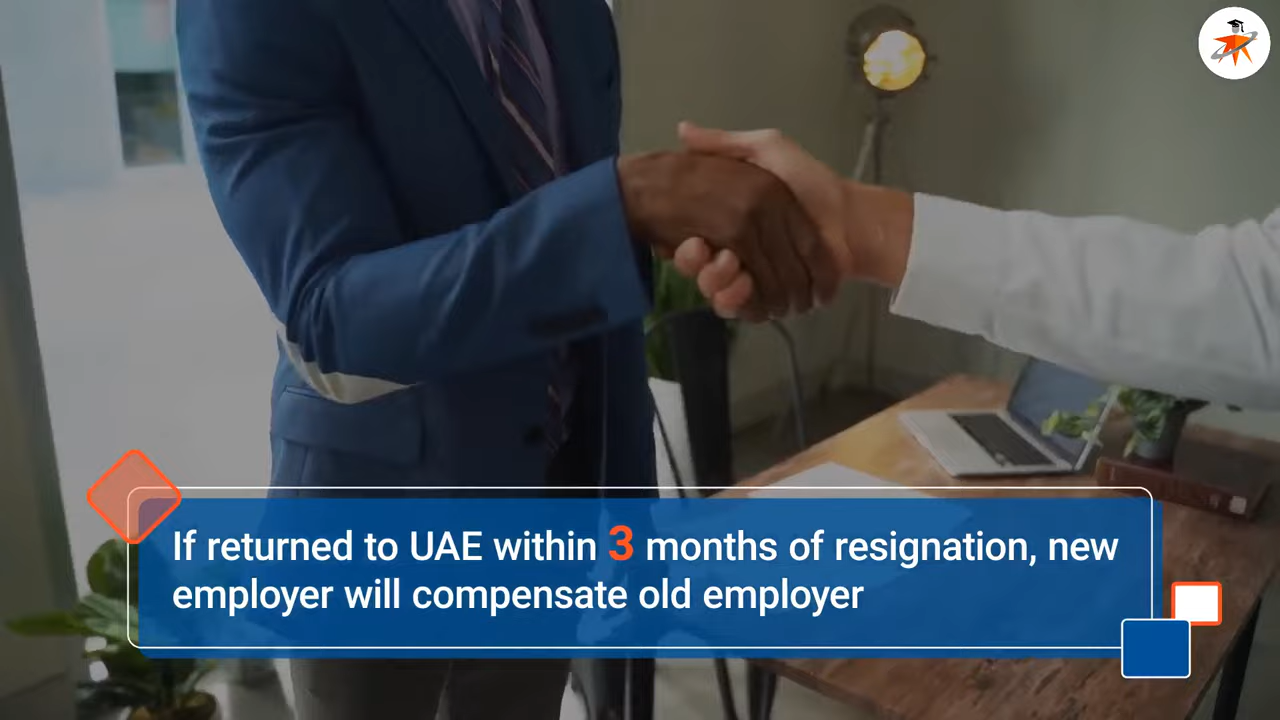 If returned to UAE within 3 months of resignation, new
employer will compensate old employer